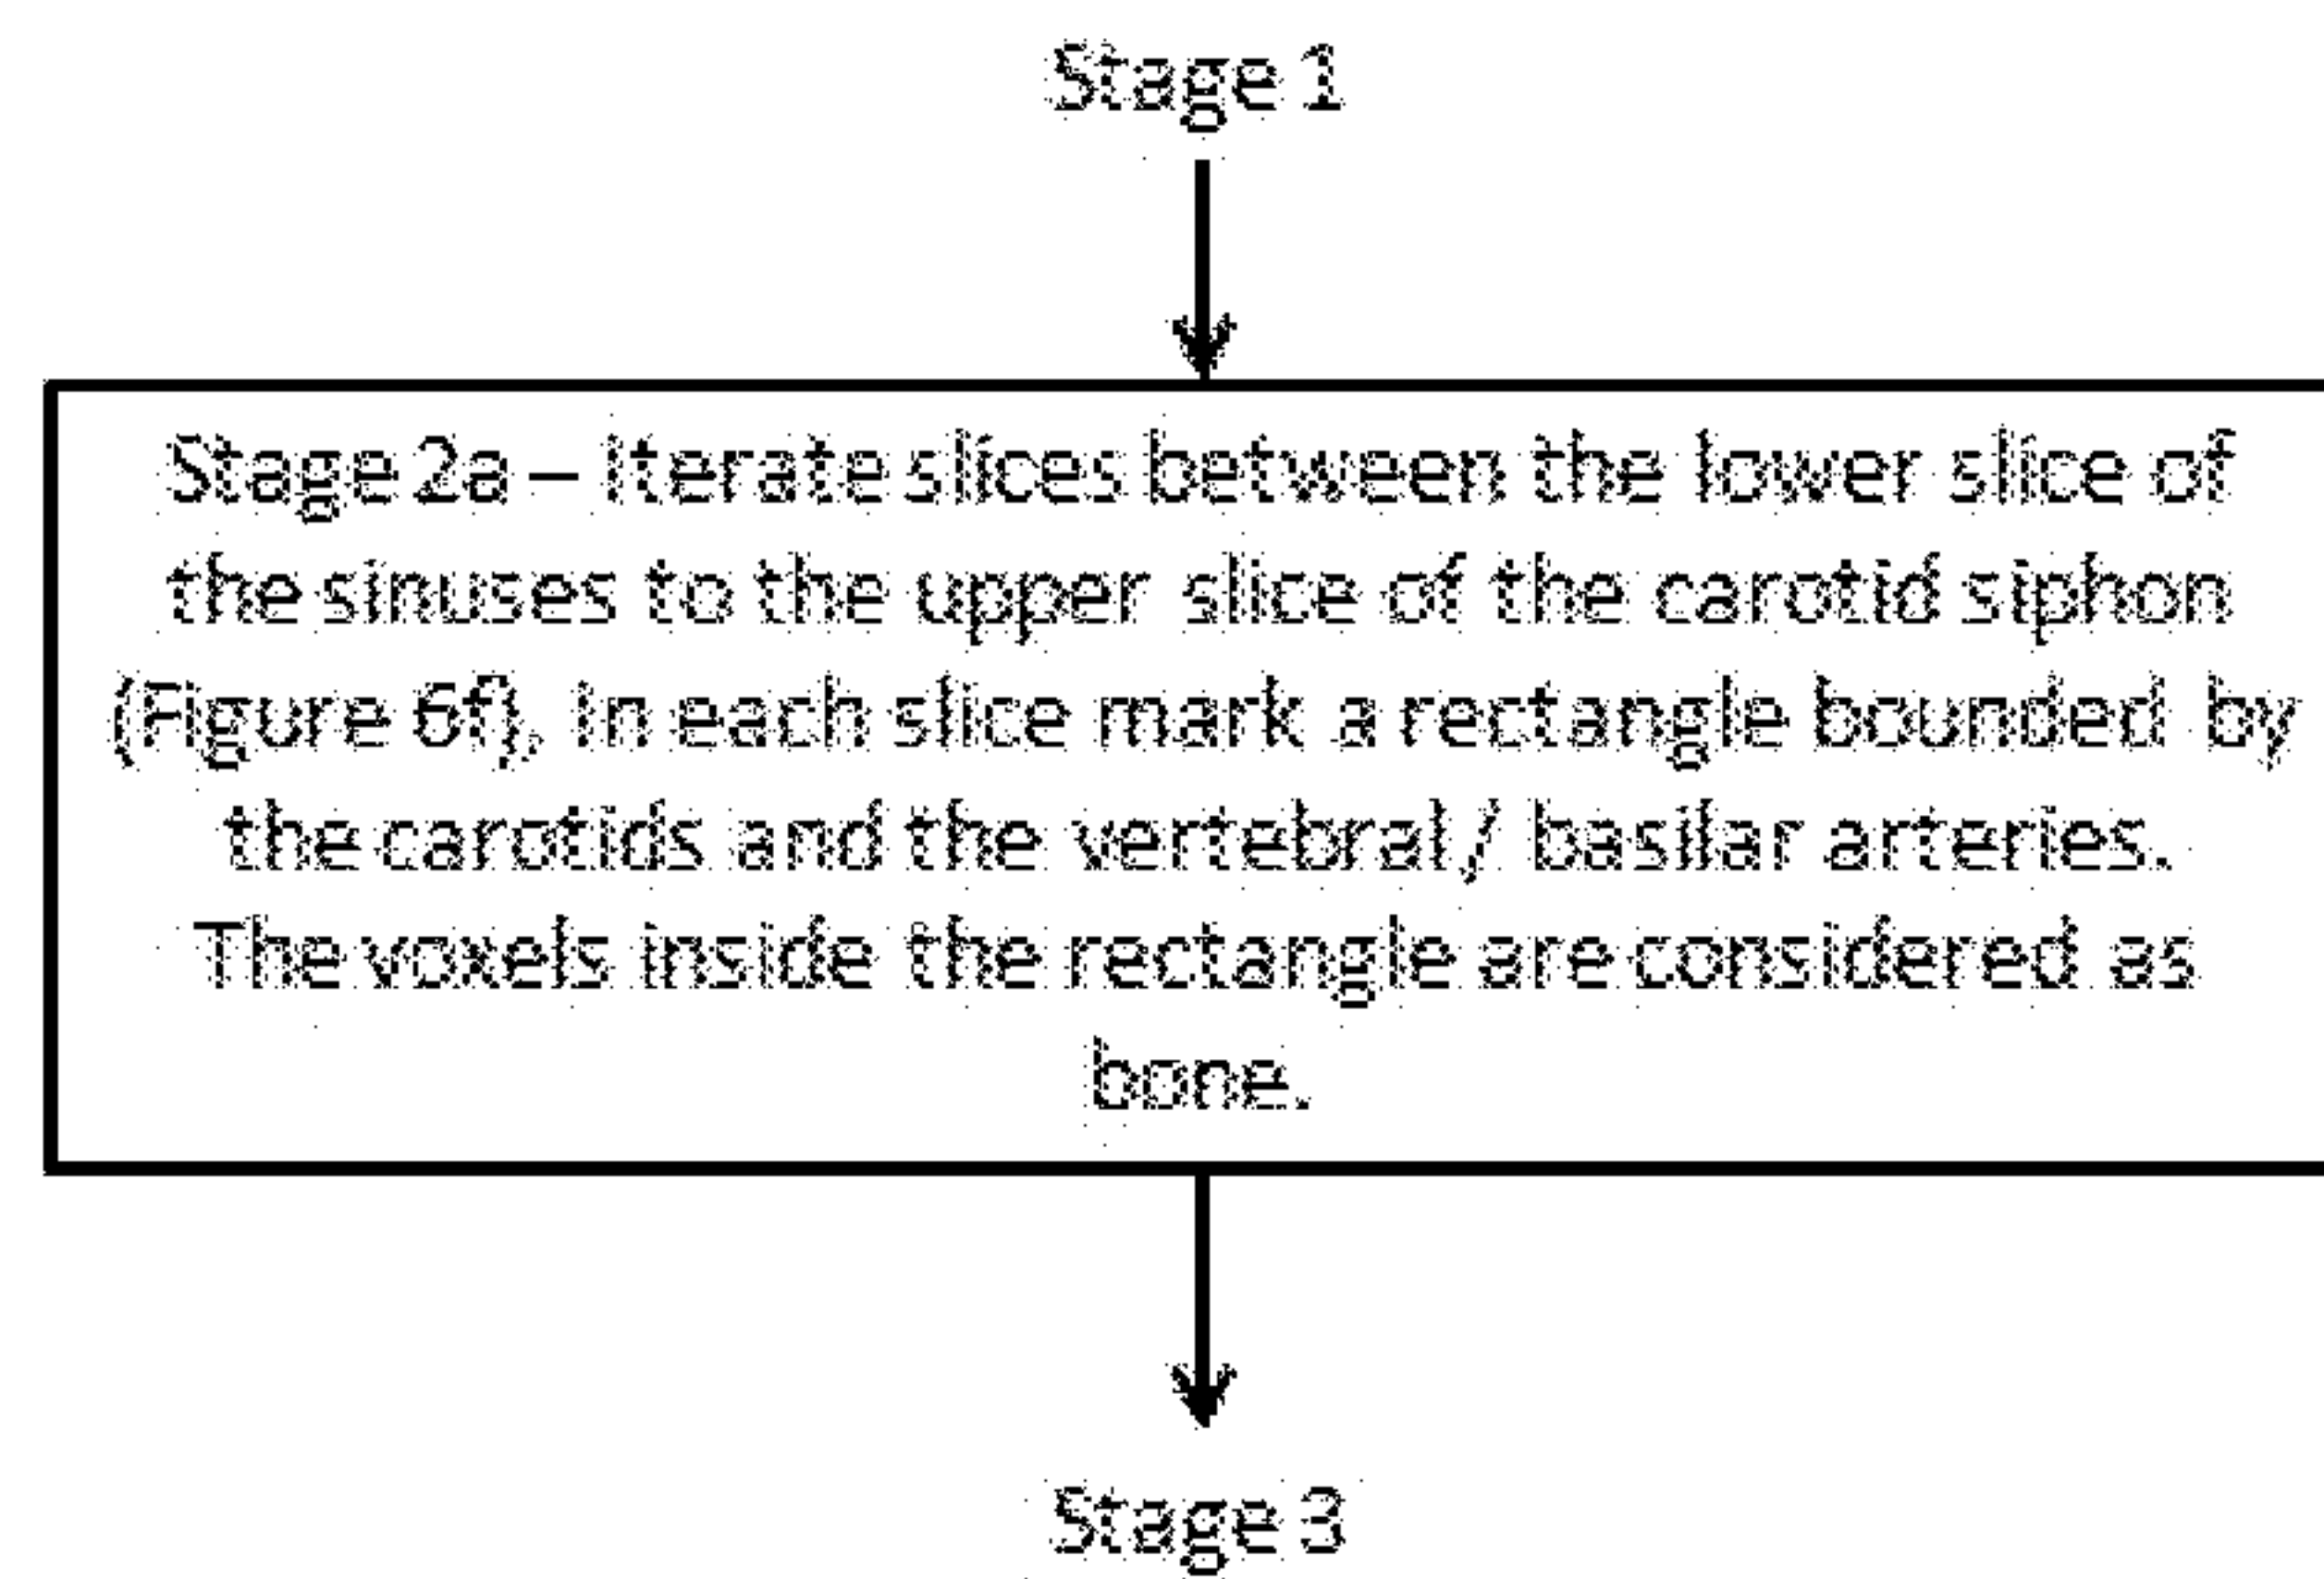 Stage 1
Stage 2a – Iterate slices between the lower slice of
the sinuses to the upper slice of the carotid siphon
(Figure 6f), in each slice mark a rectangle bounded by
the carotids and the vertebral / basilar arteries.
The voxels inside the rectangle are considered as
bone.
Stage 3